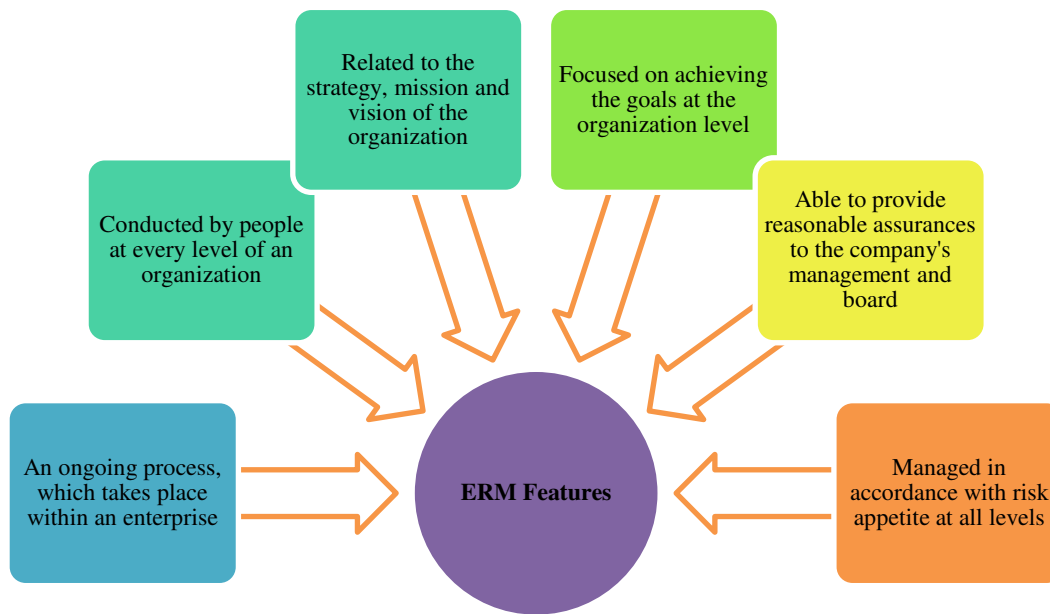 Related to the
strategy, mission and
vision of the
organization
Focused on achieving
the goals at the
organization level
Conducted by people
at every level of an
organization
Able to provide
reasonable assurances
to the company's
management and
board
An ongoing process,
which takes place
within an enterprise
ERM Features
Managed in
accordance with risk
appetite at all levels